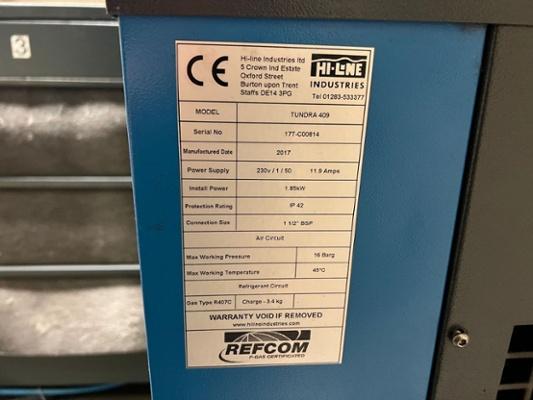 3
CE
Hi-line Industries ltd
5 Crown Ind Estate
Oxford Street
Burton upon Trent
Staffs DE14 3PG
HI-LINE
INDUSTRIES
Tel 01283-533377
MODEL TUNDRA 409
Serial No 177-C00814
Manufactured Date 2017
Power Supply 230v / 1 / 50 11.9 Amps
Install Power 1.85kW
Protection Rating IP 42
Connection Size 1 1/2" BSP
Air Circuit
Max Working Pressure 16 Barg
Max Working Temperature 45°C
Refrigerant Circuit
Gas Type R407C Charge - 3.4 kg
WARRANTY VOID IF REMOVED
www.hilineindustries.com
REFCOM
F-GAS CERTIFICATED